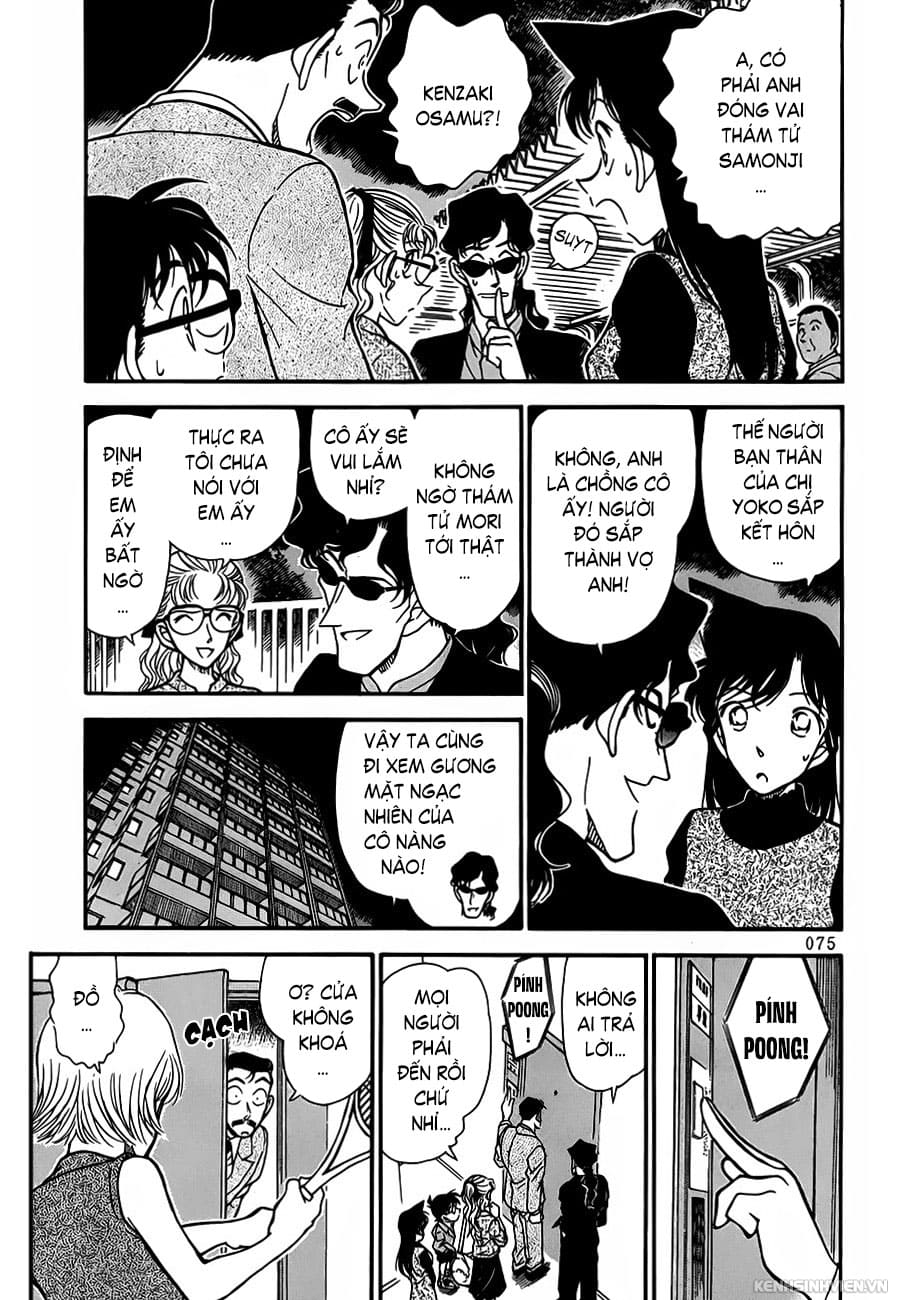 A, CÓ
PHẢI ANH
ĐÓNG VAI
THÁM TỬ
SAMONJI
...
KENZAKI
OSAMU?!
SUYT
THẾ NGƯỜI
BẠN THÂN
CỦA CHỊ
YOKO SẮP
KẾT HÔN
KHÔNG, ANH
LÀ CHỒNG CÔ
ẤY! NGƯỜI
ĐÓ SẮP
THÀNH VỢ
ANH!
KHÔNG
NGỜ THÁM
TỬ MORI
TỚI THẬT
...
CÔ ẤY SẼ
VUI LẮM
NHỈ?
THỰC RA
TÔI CHƯA
NÓI VỚI
EM ẤY
...
ĐỊNH
ĐỂ
EM
ẤY
BẤT
NGỜ
...
VẬY TA CÙNG
ĐI XEM GƯƠNG
MẶT NGẠC
NHIÊN CỦA
CÔ NÀNG
NÀO!
075
PÍNH
POONG!
KHÔNG
AI TRẢ
LỜI...
PÍNH
POONG
!
MỌI
NGƯỜI
PHẢI
ĐẾN RỒI
CHỨ
NHỈ...
Ơ? CỬA
KHÔNG
KHOÁ
...
CẠCH
ĐỒ
...
KENHSINHVIEN.VN